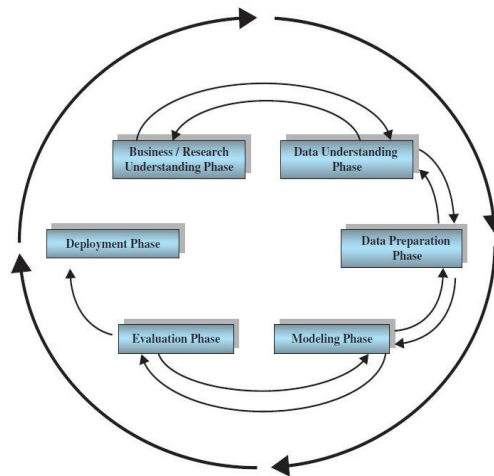 Business / Research
Understanding Phase
Data Understanding
Phase
Deployment Phase
Data Preparation
Phase
Evaluation Phase
Modeling Phase